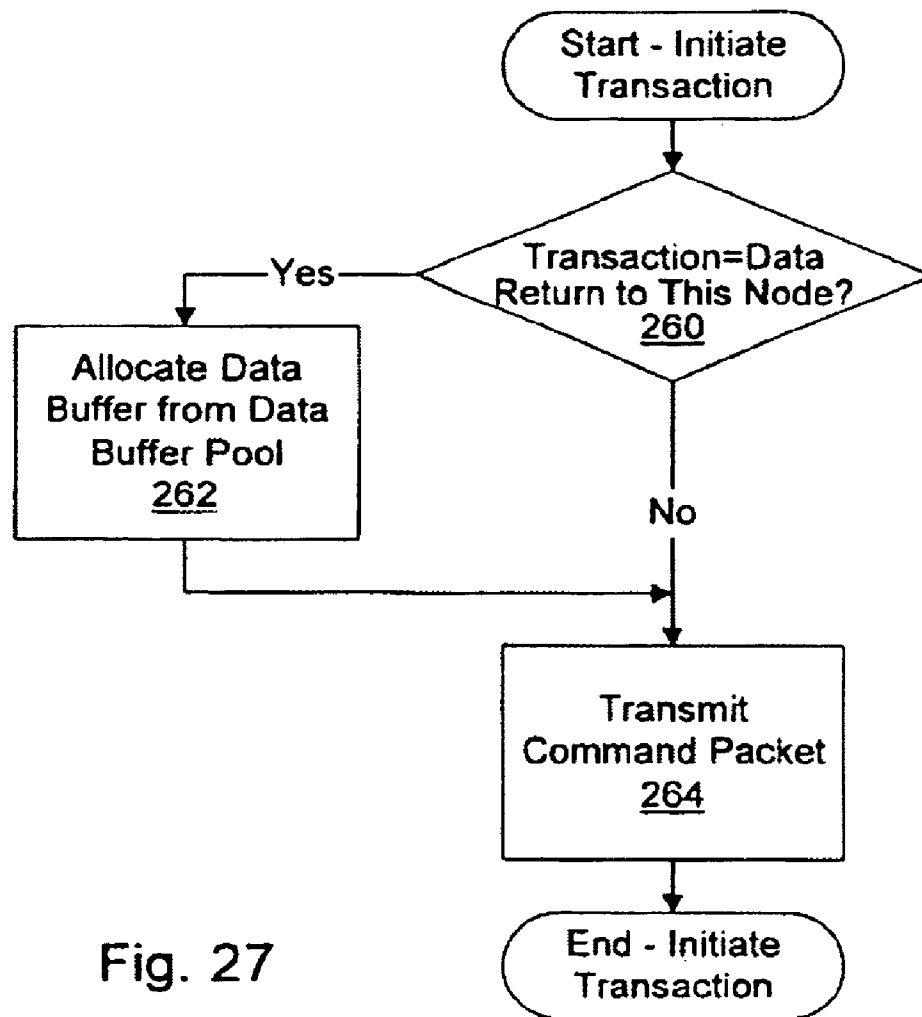 Start - Initiate
Transaction
Transaction=Data
Return to This Node?
260
Yes
Allocate Data
Buffer from Data
Buffer Pool
262
No
Transmit
Command Packet
264
End - Initiate
Transaction
Fig. 27